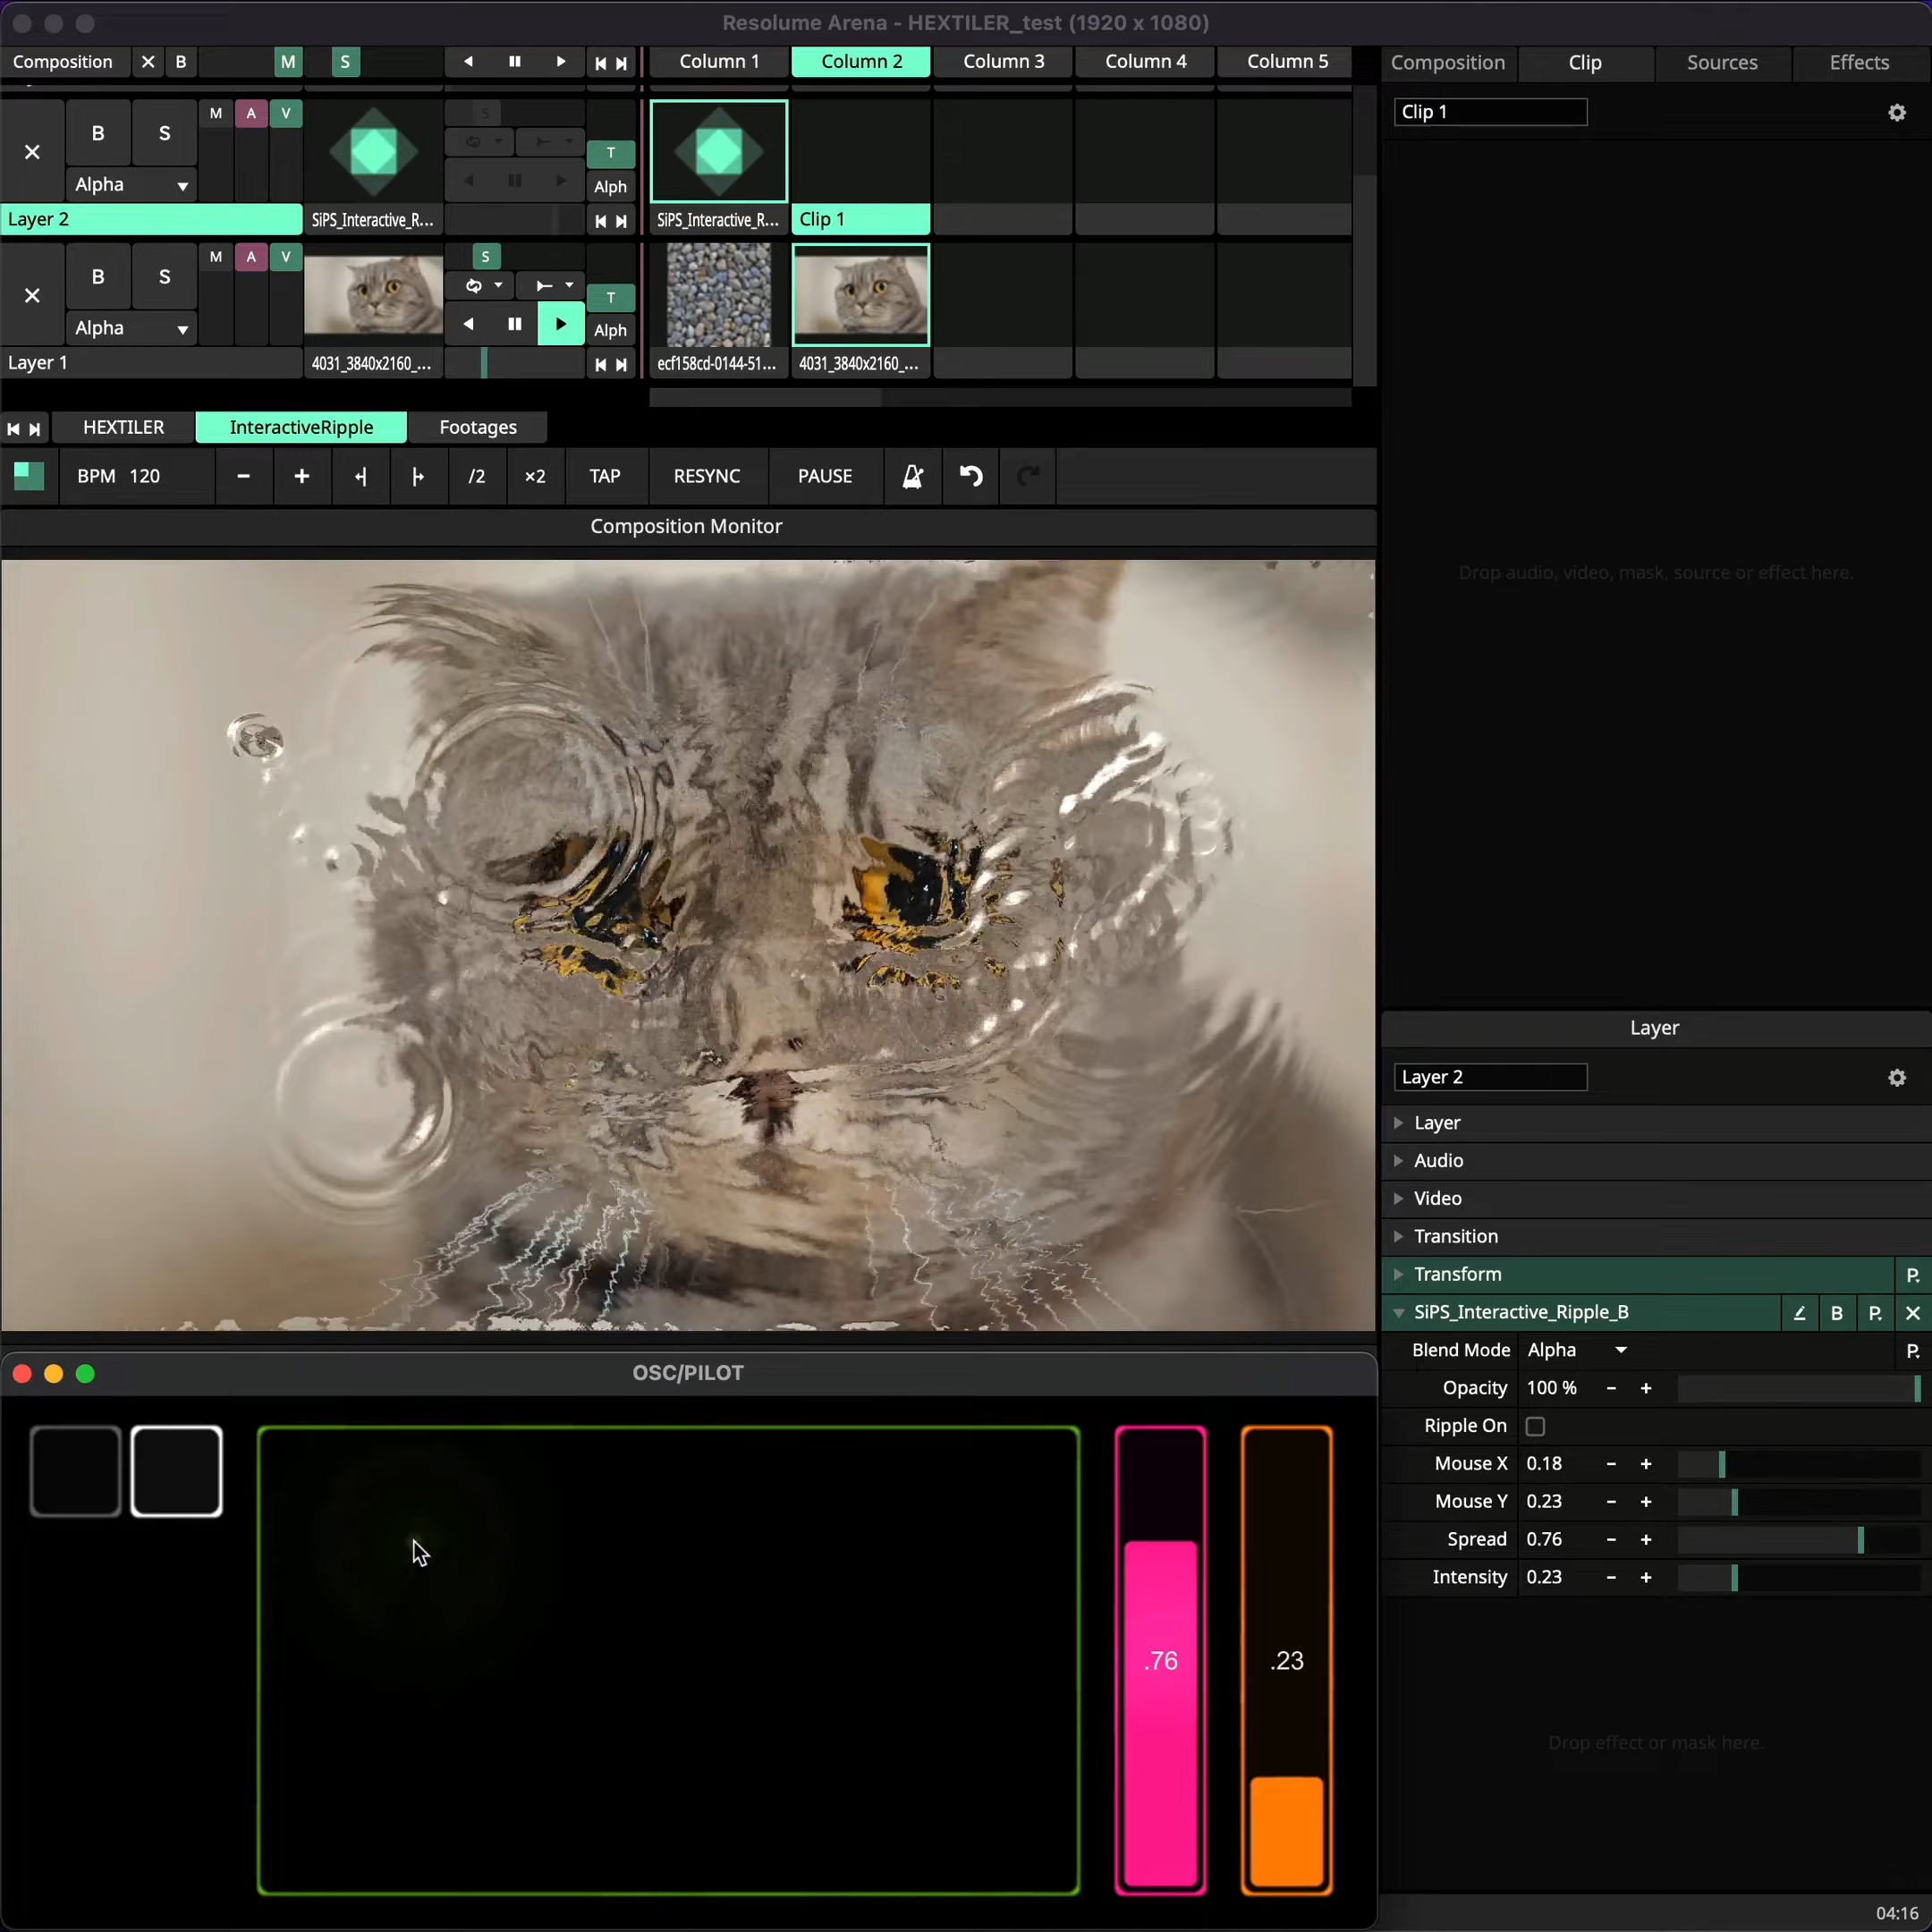 Resolume Arena - HEXTILER_test (1920 x 1080)
Composition × B M S Column 1 Column 2 Column 3 Column 4 Column 5
Composition Clip Sources Effects
Clip 1
B S M A V S T
Alpha Alph
Layer 2 SiPS_Interactive_R... SiPS_Interactive_R... Clip 1
B S M A V S T
Alpha Alph
Layer 1 4031_3840x2160_... ecf158cd-0144-51... 4031_3840x2160_...
HEXTILER InteractiveRipple Footages
BPM 120 - + /2 ×2 TAP RESYNC PAUSE
Composition Monitor
Drop audio, video, mask, source or effect here.
Layer
Layer 2
Layer
Audio
Video
Transition
Transform P.
SiPS_Interactive_Ripple_B B P. ×
Blend Mode Alpha P.
Opacity 100 % - +
Ripple On
Mouse X 0.18 - +
Mouse Y 0.23 - +
Spread 0.76 - +
Intensity 0.23 - +
Drop effect or mask here.
OSC/PILOT
.76 .23
04:16